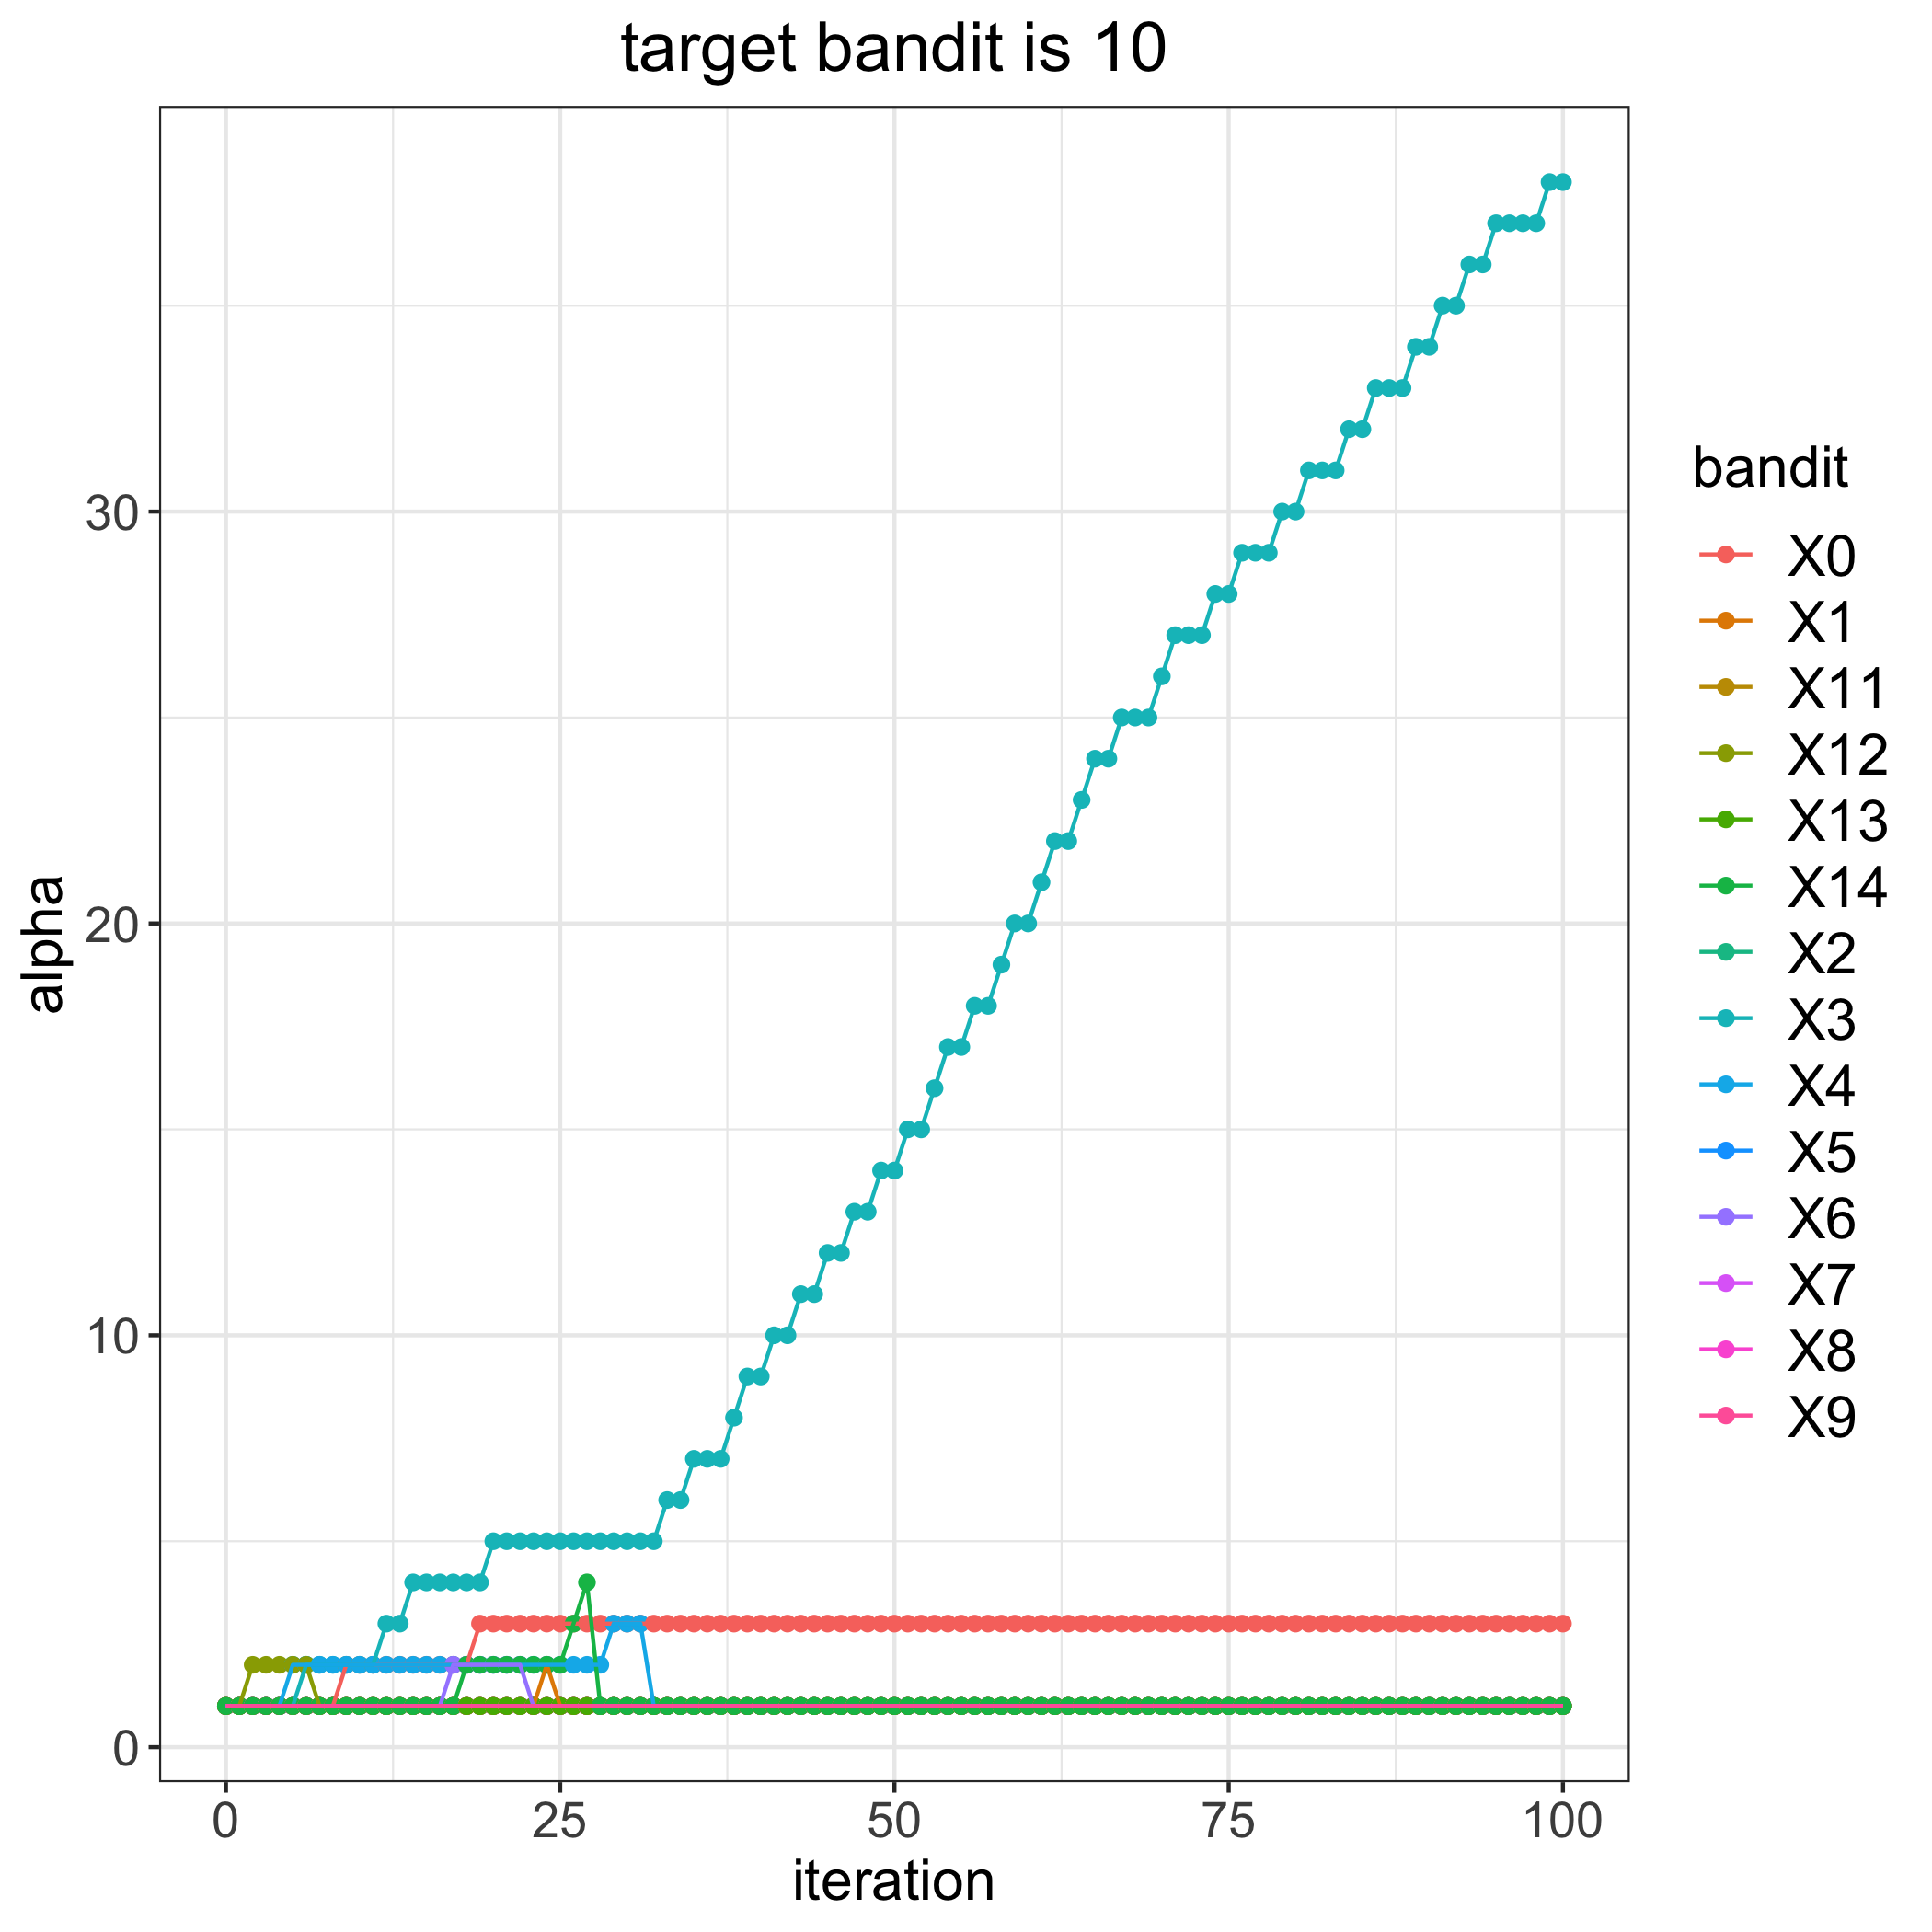 target bandit is 10
alpha
30
20
10
0
0 25 50 75 100
iteration
bandit
X0
X1
X11
X12
X13
X14
X2
X3
X4
X5
X6
X7
X8
X9